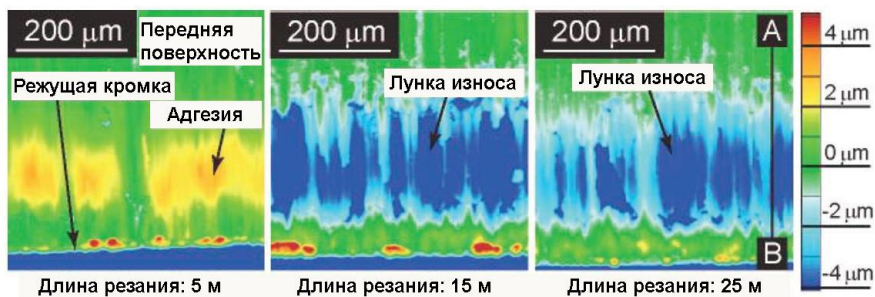 200 μm
Передняя
поверхность
Режущая кромка
Адгезия
200 μm
Лунка износа
200 μm
Лунка износа
A
B
4 μm
2 μm
0 μm
-2 μm
-4 μm
Длина резания: 5 м
Длина резания: 15 м
Длина резания: 25 м